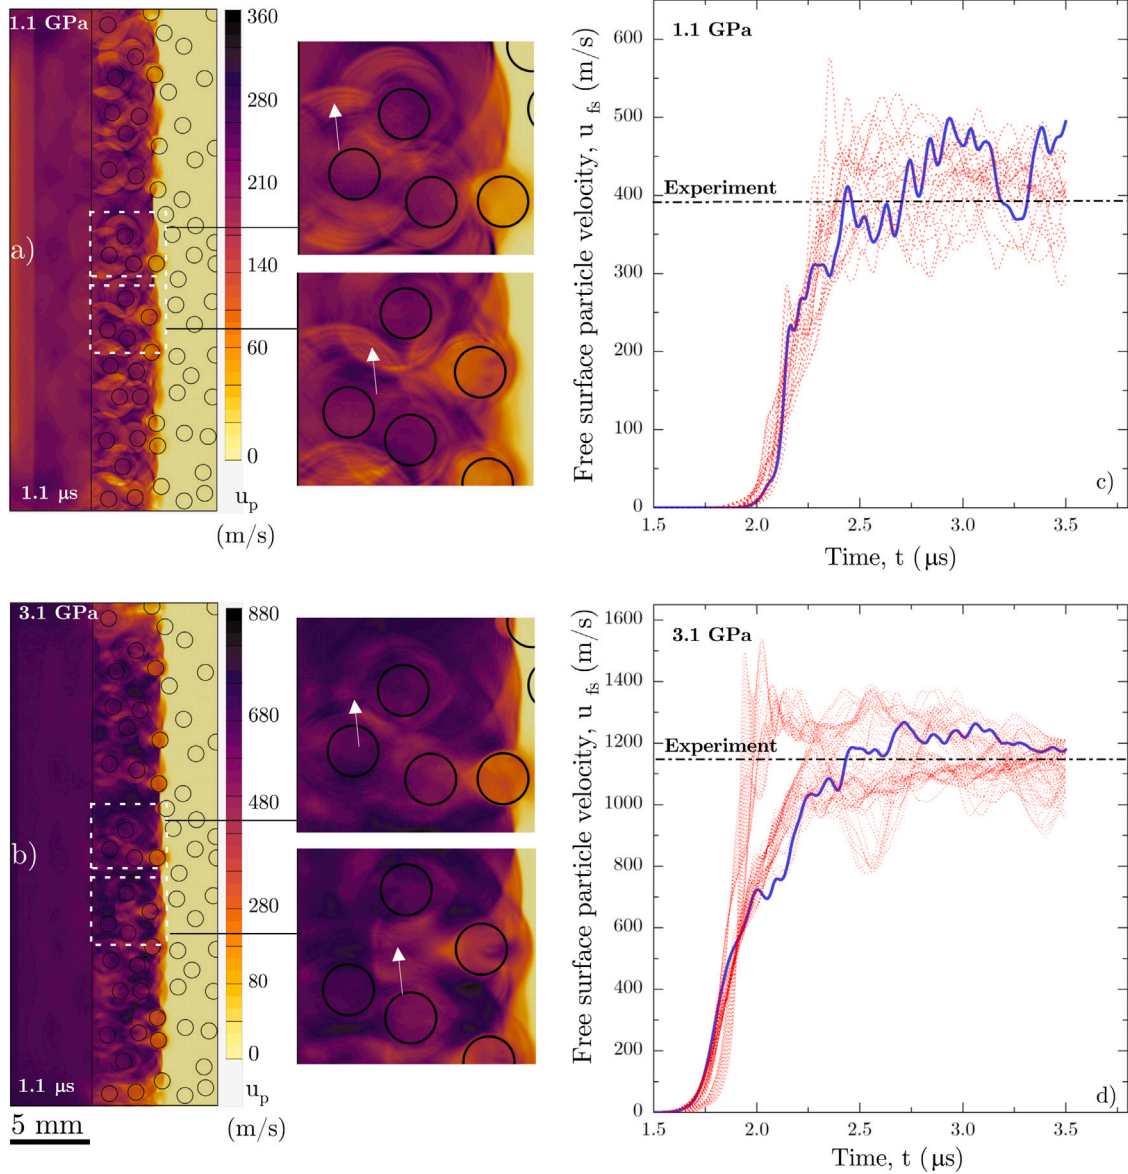 1.1 GPa
a)
1.1 µs
360
280
210
140
60
0
u_p
(m/s)
Free surface particle velocity, u_fs (m/s)
600
500
400
300
200
100
0
1.1 GPa
Experiment
c)
1.5
2.0
2.5
3.0
3.5
Time, t (µs)
3.1 GPa
b)
1.1 µs
5 mm
880
680
480
280
80
0
u_p
(m/s)
Free surface particle velocity, u_fs (m/s)
1600
1400
1200
1000
800
600
400
200
0
3.1 GPa
Experiment
d)
1.5
2.0
2.5
3.0
3.5
Time, t (µs)